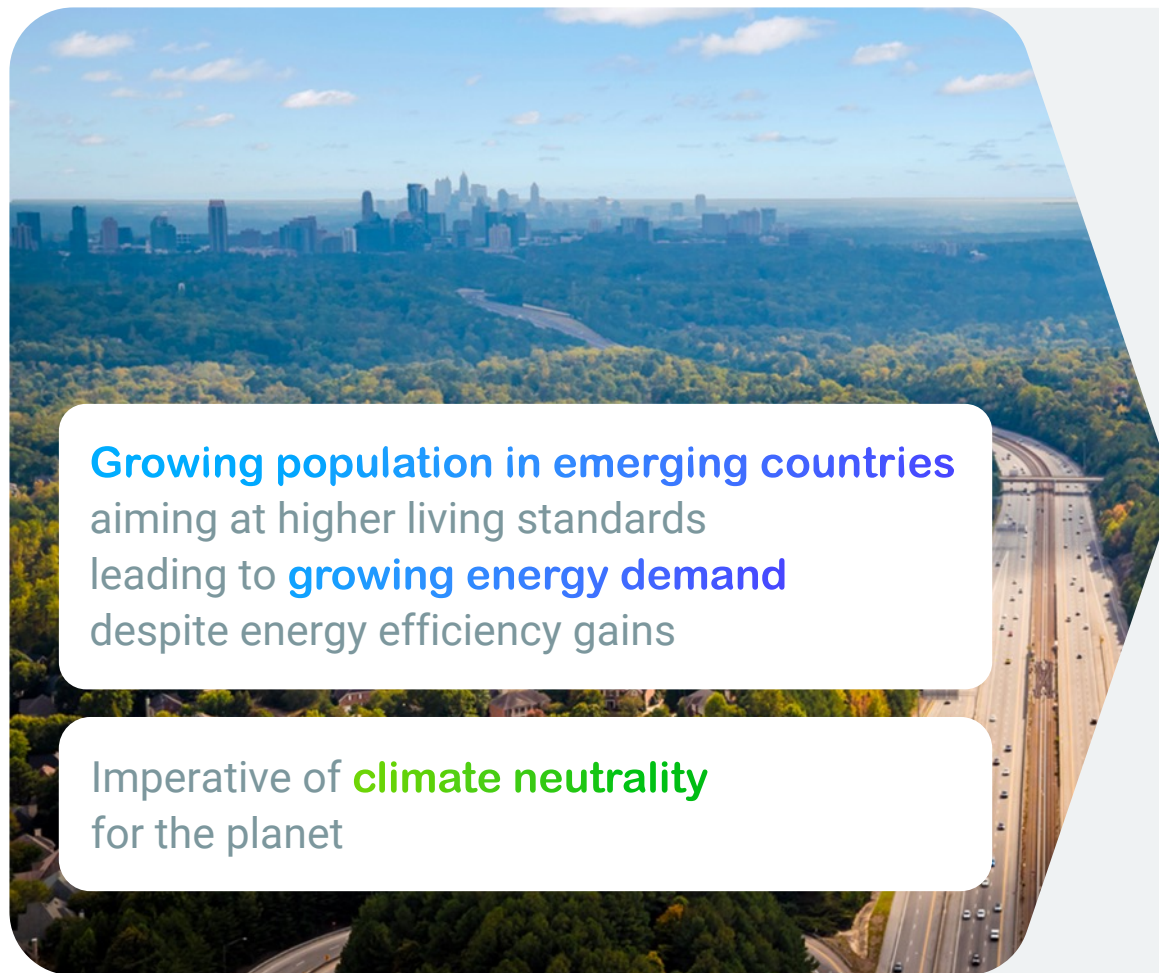 Growing population in emerging countries
aiming at higher living standards
leading to growing energy demand
despite energy efficiency gains
Imperative of climate neutrality
for the planet